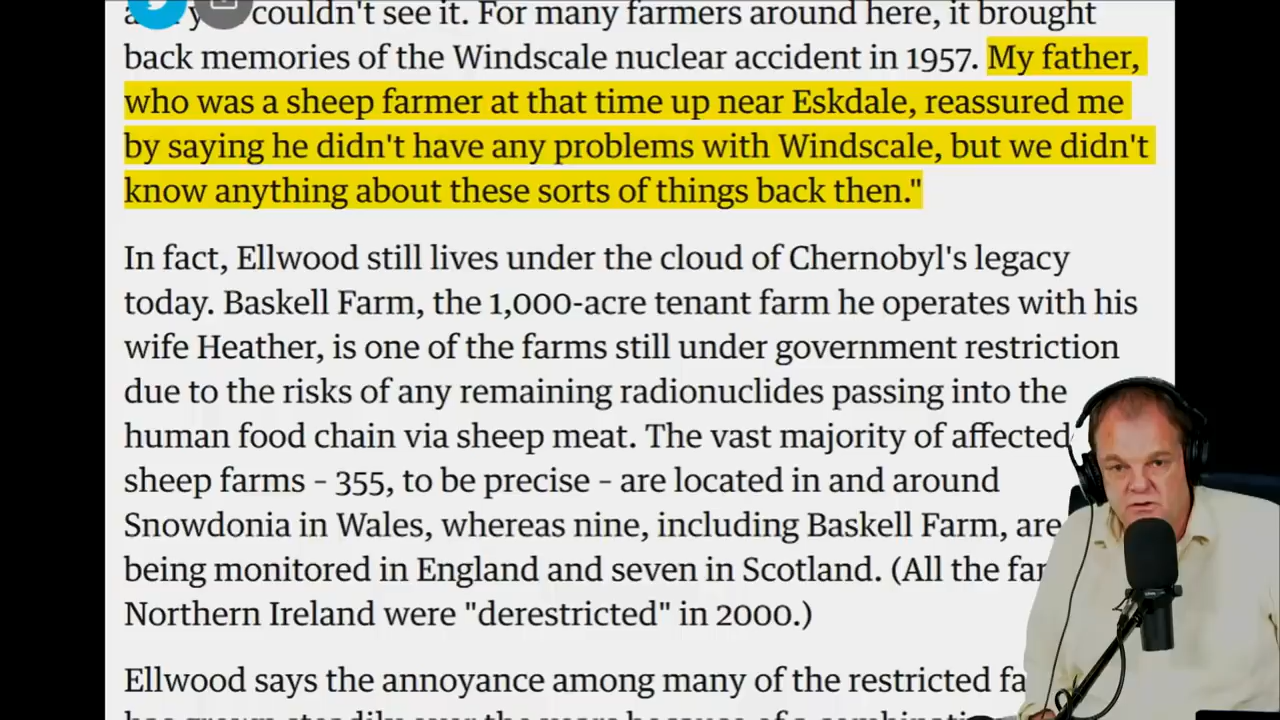 couldn't see it. For many farmers around here, it brought
back memories of the Windscale nuclear accident in 1957. My father,
who was a sheep farmer at that time up near Eskdale, reassured me
by saying he didn't have any problems with Windscale, but we didn't
know anything about these sorts of things back then."
In fact, Ellwood still lives under the cloud of Chernobyl's legacy
today. Baskell Farm, the 1,000-acre tenant farm he operates with his
wife Heather, is one of the farms still under government restriction
due to the risks of any remaining radionuclides passing into the
human food chain via sheep meat. The vast majority of affected
sheep farms – 355, to be precise – are located in and around
Snowdonia in Wales, whereas nine, including Baskell Farm, are
being monitored in England and seven in Scotland. (All the
Northern Ireland were "derestricted" in 2000.)
Ellwood says the annoyance among many of the restricted